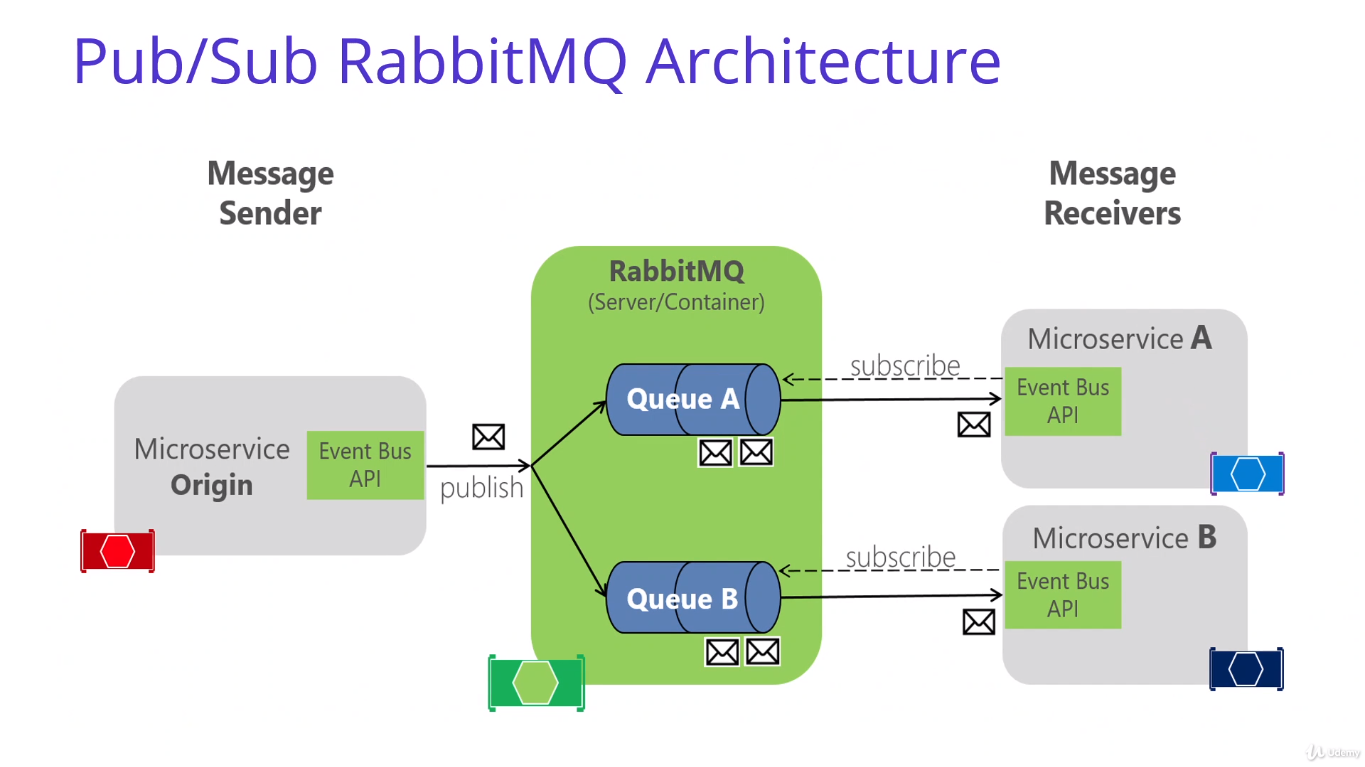 Pub/Sub RabbitMQ Architecture
Message
Sender
Message
Receivers
RabbitMQ
(Server/Container)
Microservice
Origin
Event Bus
API
publish
Queue A
Queue B
subscribe
subscribe
Microservice A
Event Bus
API
Microservice B
Event Bus
API
Udemy